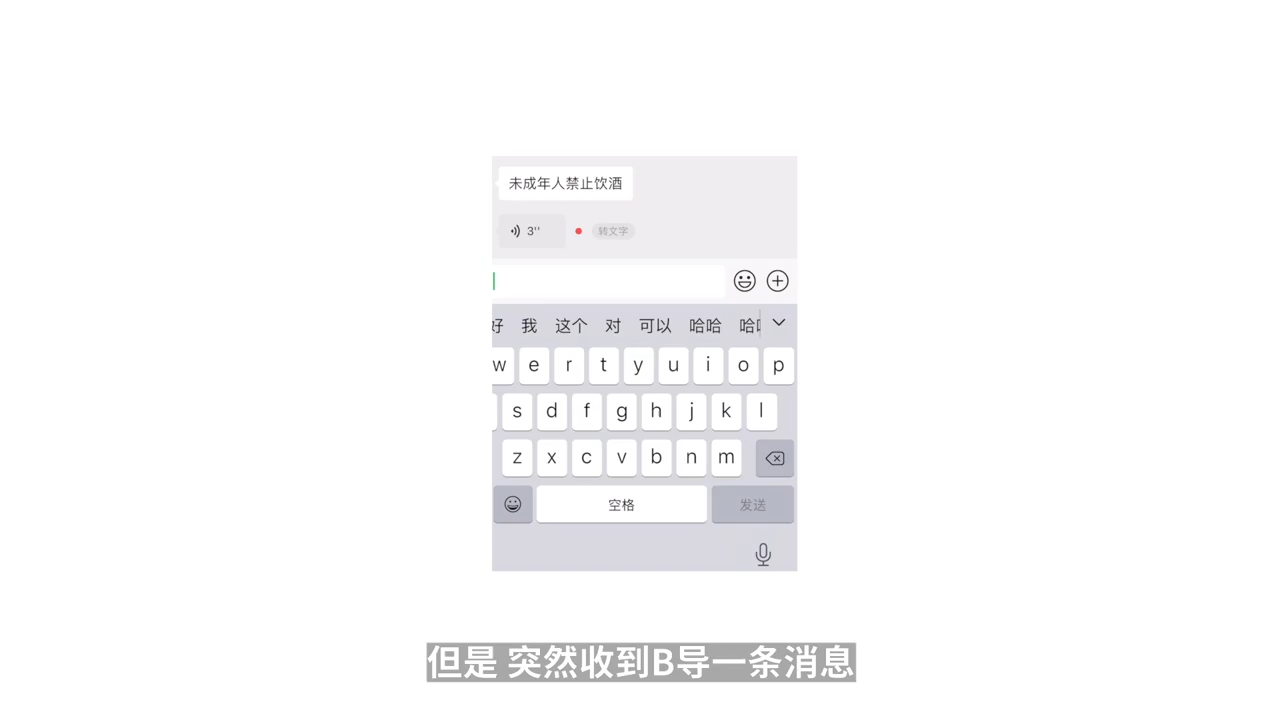 未成年人禁止饮酒
3'' 转文字
好 我 这个 对 可以 哈哈
w e r t y u i o p
s d f g h j k l
z x c v b n m
空格 发送
但是 突然收到B导一条消息